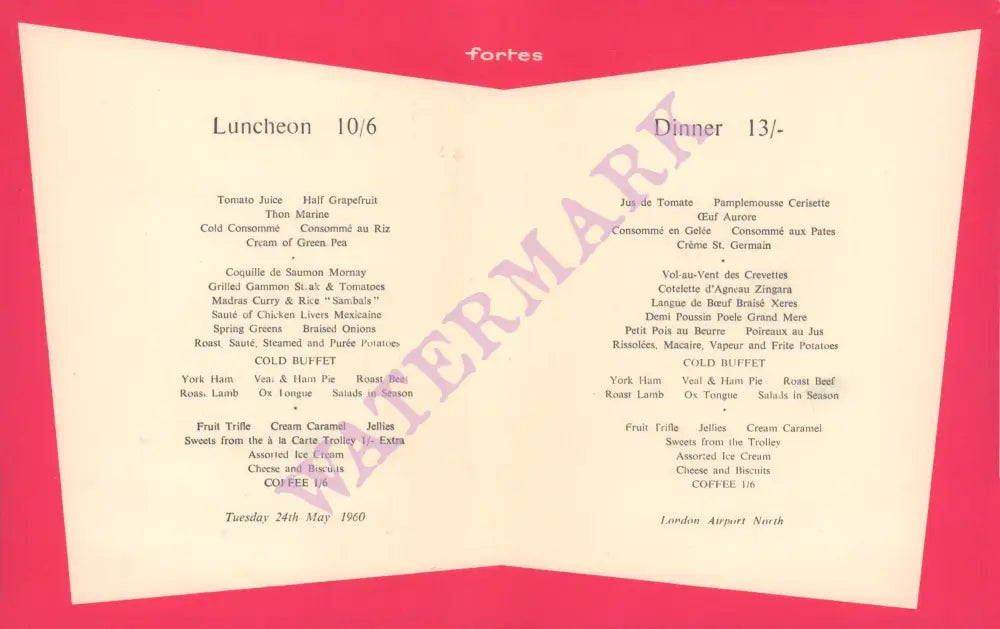 fortes
Luncheon 10/6
Tomato Juice Half Grapefruit
Thon Marine
Cold Consommé Consommé au Riz
Cream of Green Pea
*
Coquille de Saumon Mornay
Grilled Gammon Steak & Tomatoes
Madras Curry & Rice "Sambals"
Sauté of Chicken Livers Mexicaine
Spring Greens Braised Onions
Roast, Sauté, Steamed and Purée Potatoes
COLD BUFFET
York Ham Veal & Ham Pie Roast Beef
Roast Lamb Ox Tongue Salads in Season
*
Fruit Trifle Cream Caramel Jellies
Sweets from the à la Carte Trolley 1/- Extra
Assorted Ice Cream
Cheese and Biscuits
COFFEE 1/6
Tuesday 24th May 1960
Dinner 13/-
Jus de Tomate Pamplemousse Cerisette
Œuf Aurore
Consommé en Gelée Consommé aux Pates
Crême St. Germain
*
Vol-au-Vent des Crevettes
Cotelette d'Agneau Zingara
Langue de Bœuf Braisé Xeres
Demi Poussin Poele Grand Mere
Petit Pois au Beurre Poireaux au Jus
Rissolées, Macaire, Vapeur and Frite Potatoes
COLD BUFFET
York Ham Veal & Ham Pie Roast Beef
Roast Lamb Ox Tongue Salads in Season
*
Fruit Trifle Jellies Cream Caramel
Sweets from the Trolley
Assorted Ice Cream
Cheese and Biscuits
COFFEE 1/6
London Airport North
WATERMARK